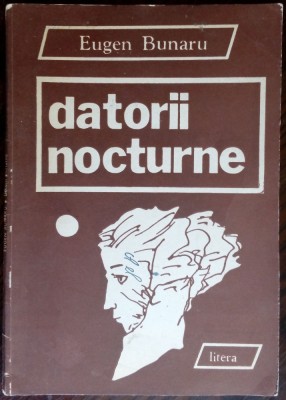 Eugen Bunaru
datorii
nocturne
litera